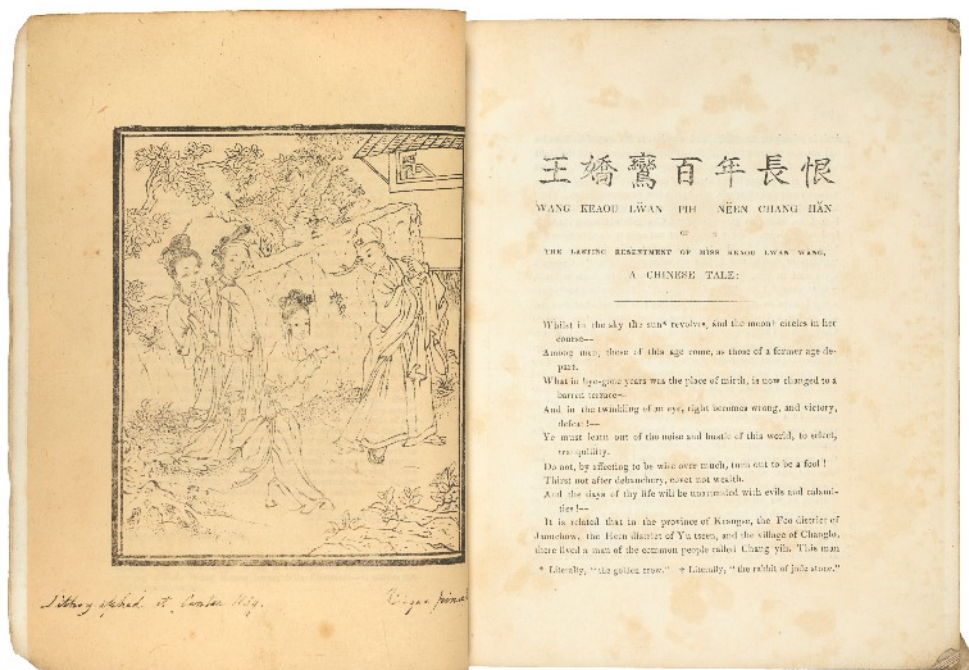 Lithographed at Canton
王嬌鸞百年長恨
WANG KEAOU LWAN PIH NËEN CHANG HĂN
OR
THE LASTING RESENTMENT OF MISS KEAOU LWAN WANG,
A CHINESE TALE:
Whilst in the sky the sun* revolves, and the moon† circles in her
course--
Among men, those of this age come, as those of a former age de-
part.
What in bye-gone years was the place of mirth, is now changed to a
barren terrace--
And in the twinkling of an eye, right becomes wrong, and victory,
defeat!--
Ye must learn out of the noise and bustle of this world, to select,
tranquility.
Do not, by affecting to be wise over much, turn out to be a fool!
Thirst not after debauchery, covet not wealth.
And the days of thy life will be unattended with evils and calami-
ties!--
It is related that in the province of Keangse, the Foo district of
the Heen district of Yu tseen, and the village of Changlo,
there lived a man of the common people called Chang yih. This man
* Literally, "the golden crow." † Literally, "the rabbit of jade stone."